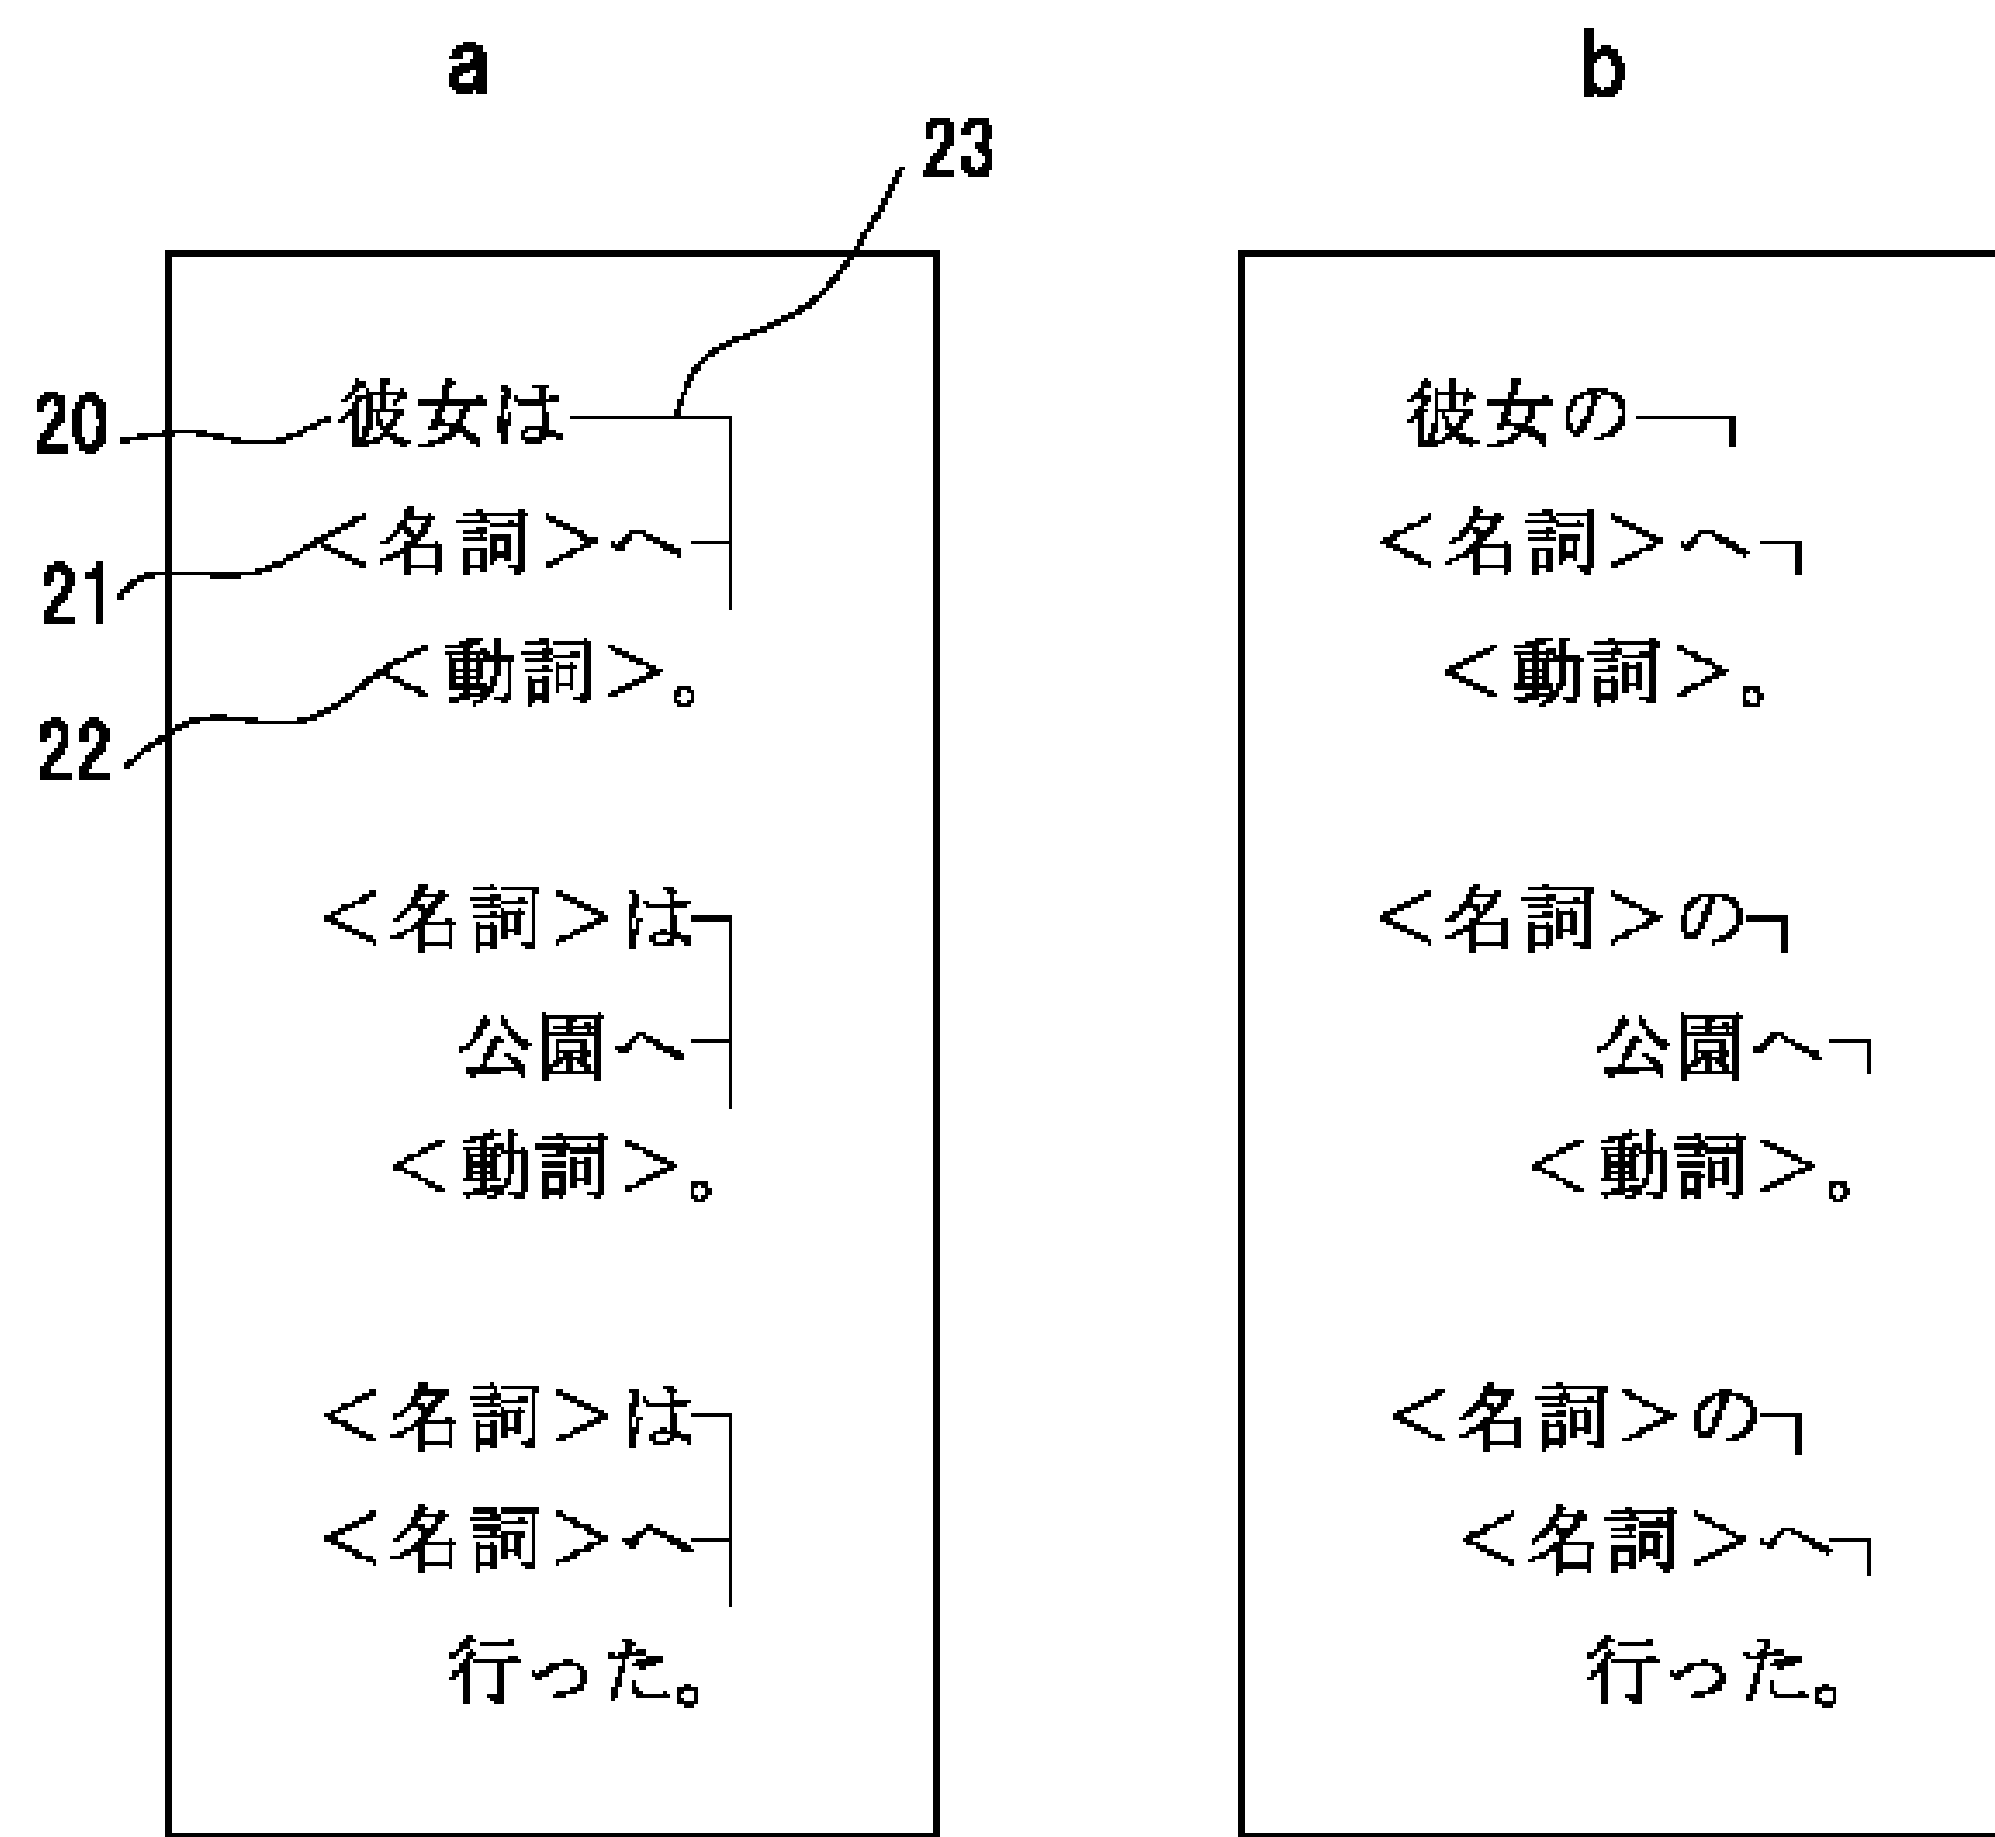 a
23
20
彼女は
21
<名詞>へ
22
<動詞>。
<名詞>は
公園へ
<動詞>。
<名詞>は
<名詞>へ
行った。
b
彼女の
<名詞>へ
<動詞>。
<名詞>の
公園へ
<動詞>。
<名詞>の
<名詞>へ
行った。